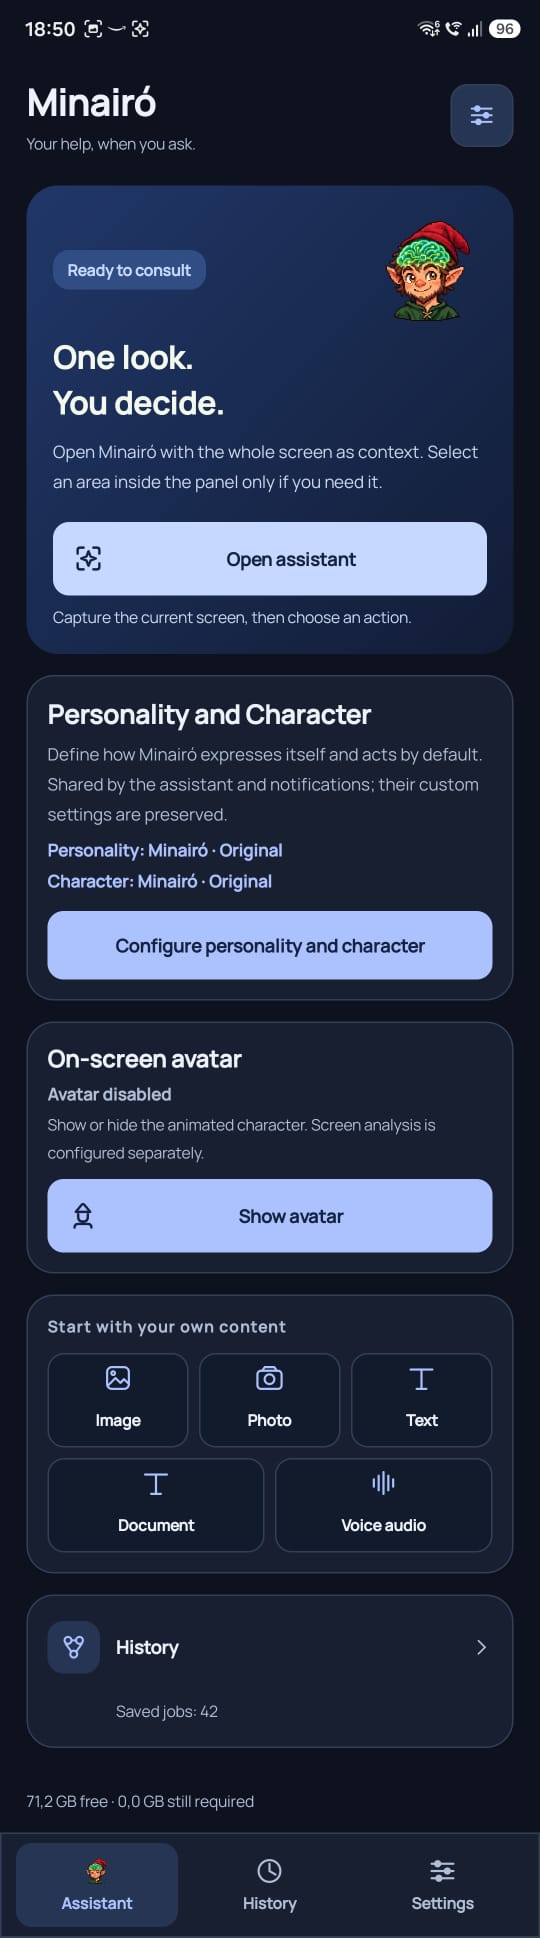 18:50
96
Minairó
Your help, when you ask.
Ready to consult
One look.
You decide.
Open Minairó with the whole screen as context. Select
an area inside the panel only if you need it.
Open assistant
Capture the current screen, then choose an action.
Personality and Character
Define how Minairó expresses itself and acts by default.
Shared by the assistant and notifications; their custom
settings are preserved.
Personality: Minairó · Original
Character: Minairó · Original
Configure personality and character
On-screen avatar
Avatar disabled
Show or hide the animated character. Screen analysis is
configured separately.
Show avatar
Start with your own content
Image
Photo
Text
Document
Voice audio
History
Saved jobs: 42
71,2 GB free · 0,0 GB still required
Assistant
History
Settings